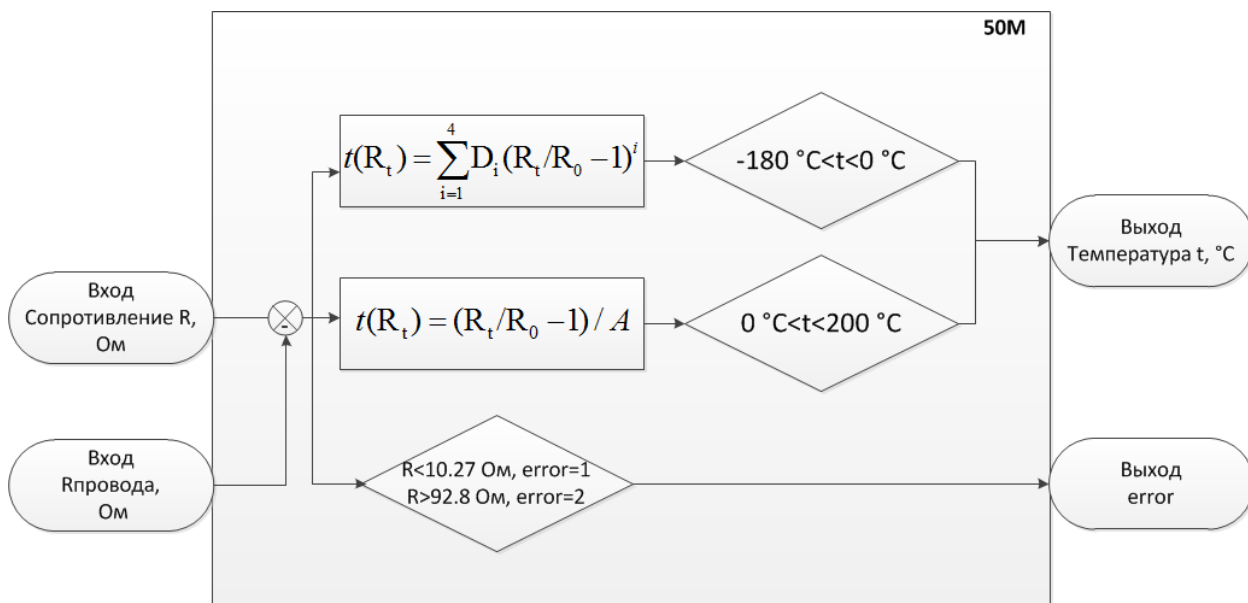 50М
t(Rt) = ∑_{i=1}^{4} Di (Rt/R0 −1)^i
-180 °C<t<0 °C
Выход
Температура t, °C
Вход
Сопротивление R,
Ом
-
t(Rt) = (Rt/R0 −1) / A
0 °C<t<200 °C
Вход
Rпровода,
Ом
R<10.27 Ом, error=1
R>92.8 Ом, error=2
Выход
error